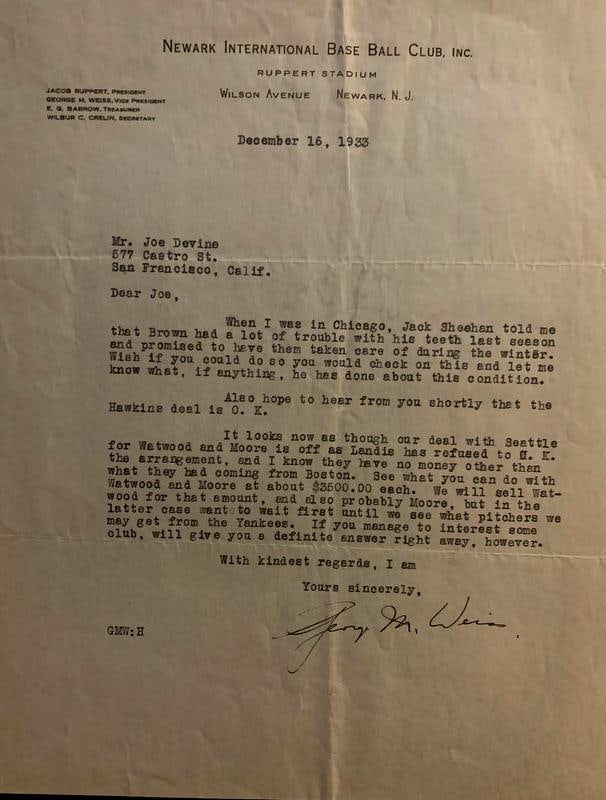 NEWARK INTERNATIONAL BASE BALL CLUB, INC.
RUPPERT STADIUM
WILSON AVENUE NEWARK, N. J.
JACOB RUPPERT, PRESIDENT
GEORGE M. WEISS, VICE PRESIDENT
E. G. BARROW, TREASURER
WILBUR C. CRELIN, SECRETARY
December 16, 1933
Mr. Joe Devine
577 Castro St.
San Francisco, Calif.
Dear Joe,
When I was in Chicago, Jack Sheehan told me
that Brown had a lot of trouble with his teeth last season
and promised to have them taken care of during the winter.
Wish if you could do so you would check on this and let me
know what, if anything, he has done about this condition.
Also hope to hear from you shortly that the
Hawkins deal is O. K.
It looks now as though our deal with Seattle
for Watwood and Moore is off as Landis has refused to O. K.
the arrangement, and I know they have no money other than
what they had coming from Boston. See what you can do with
Watwood and Moore at about $3500.00 each. We will sell Wat-
wood for that amount, and also probably Moore, but in the
latter case want to wait first until we see what pitchers we
may get from the Yankees. If you manage to interest some
club, will give you a definite answer right away, however.
With kindest regards, I am
Yours sincerely,
George M. Weiss
GMW:H